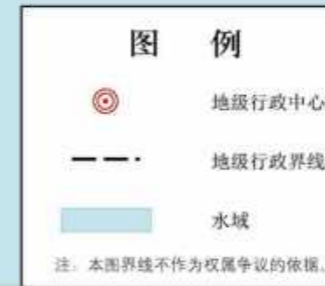 图 例
地级行政中心
地级行政界线
水域
注：本图界线不作为权属争议的依据。